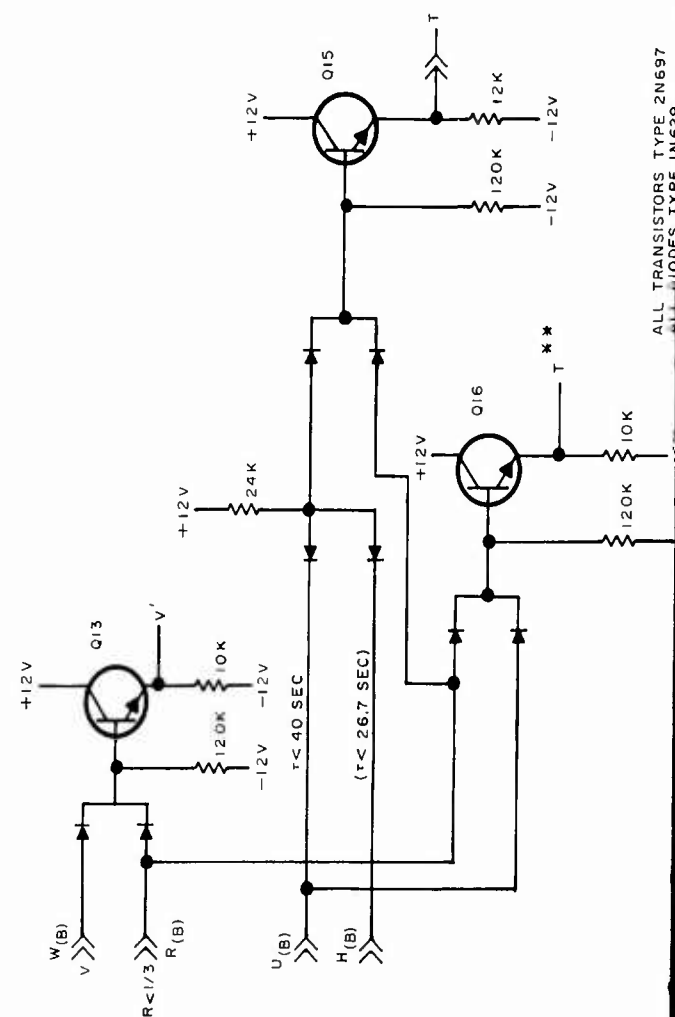 +12V
Q15
T
12K
-12V
120K
-12V
ALL TRANSISTORS TYPE 2N697
+12V
24K
+12V
Q16
T **
10K
120K
+12V
Q13
V'
10K
-12V
120K
-12V
τ< 40 SEC
(τ< 26.7 SEC)
W(B)
V
R<1/3
R(B)
U(B)
H(B)